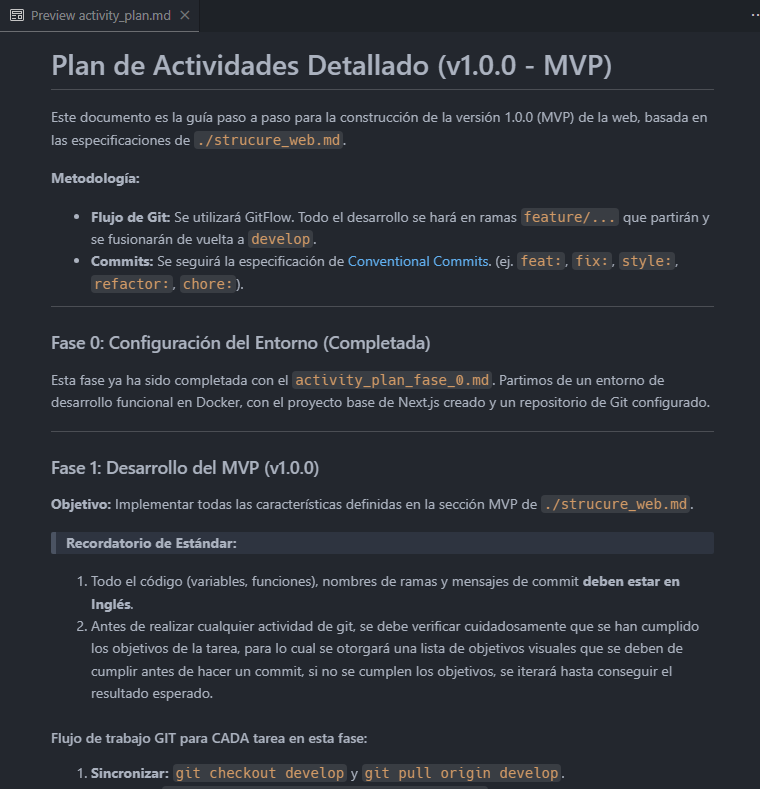 Preview activity_plan.md
Plan de Actividades Detallado (v1.0.0 - MVP)
Este documento es la guía paso a paso para la construcción de la versión 1.0.0 (MVP) de la web, basada en
las especificaciones de ./strucure_web.md.
Metodología:
• Flujo de Git: Se utilizará GitFlow. Todo el desarrollo se hará en ramas feature/... que partirán y
se fusionarán de vuelta a develop.
• Commits: Se seguirá la especificación de Conventional Commits. (ej. feat:, fix:, style:,
refactor:, chore:).
Fase 0: Configuración del Entorno (Completada)
Esta fase ya ha sido completada con el activity_plan_fase_0.md. Partimos de un entorno de
desarrollo funcional en Docker, con el proyecto base de Next.js creado y un repositorio de Git configurado.
Fase 1: Desarrollo del MVP (v1.0.0)
Objetivo: Implementar todas las características definidas en la sección MVP de ./strucure_web.md.
Recordatorio de Estándar:
1. Todo el código (variables, funciones), nombres de ramas y mensajes de commit deben estar en
Inglés.
2. Antes de realizar cualquier actividad de git, se debe verificar cuidadosamente que se han cumplido
los objetivos de la tarea, para lo cual se otorgará una lista de objetivos visuales que se deben de
cumplir antes de hacer un commit, si no se cumplen los objetivos, se iterará hasta conseguir el
resultado esperado.
Flujo de trabajo GIT para CADA tarea en esta fase:
1. Sincronizar: git checkout develop y git pull origin develop.